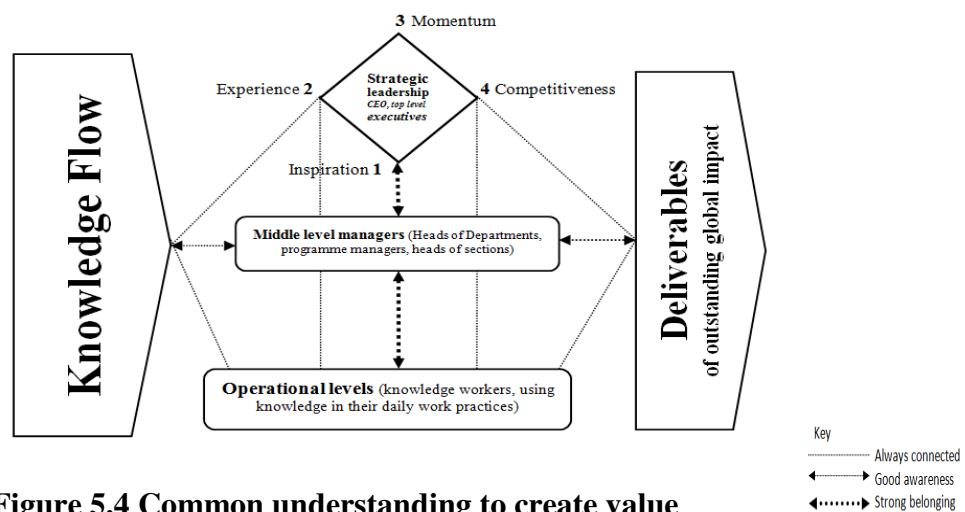 3 Momentum
Knowledge Flow
Experience 2
Strategic
leadership
CEO, top level
executives
4 Competitiveness
Inspiration 1
Middle level managers (Heads of Departments,
programme managers, heads of sections)
Operational levels (knowledge workers, using
knowledge in their daily work practices)
Deliverables
of outstanding global impact
Key
Always connected
Good awareness
Strong belonging
Figure 5.4 Common understanding to create value